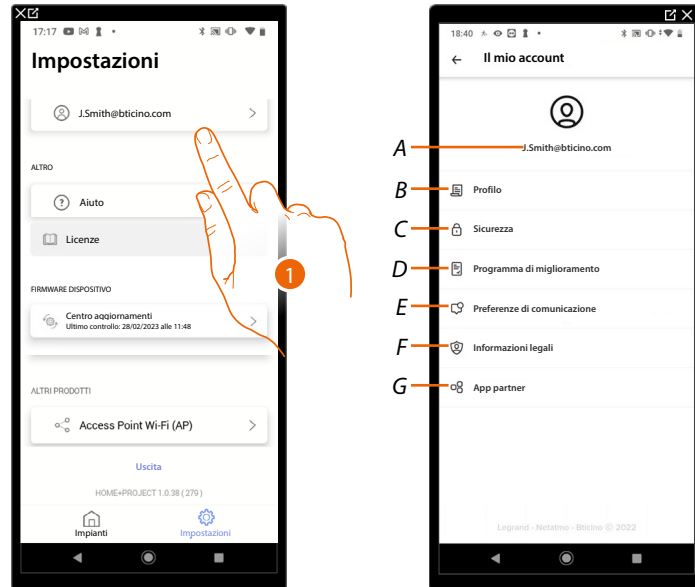 17:17
Impostazioni
J.Smith@bticino.com
ALTRO
Aiuto
Licenze
FIRMWARE DISPOSITIVO
Centro aggiornamenti
Ultimo controllo: 28/02/2023 alle 11:48
ALTRI PRODOTTI
Access Point Wi-Fi (AP)
Uscita
HOME+PROJECT 1.0.38 ( 279 )
Impianti
Impostazioni
1
18:40
Il mio account
A
J.Smith@bticino.com
B
Profilo
C
Sicurezza
D
Programma di miglioramento
E
Preferenze di comunicazione
F
Informazioni legali
G
App partner
Legrand - Netatmo - Bticino © 2022